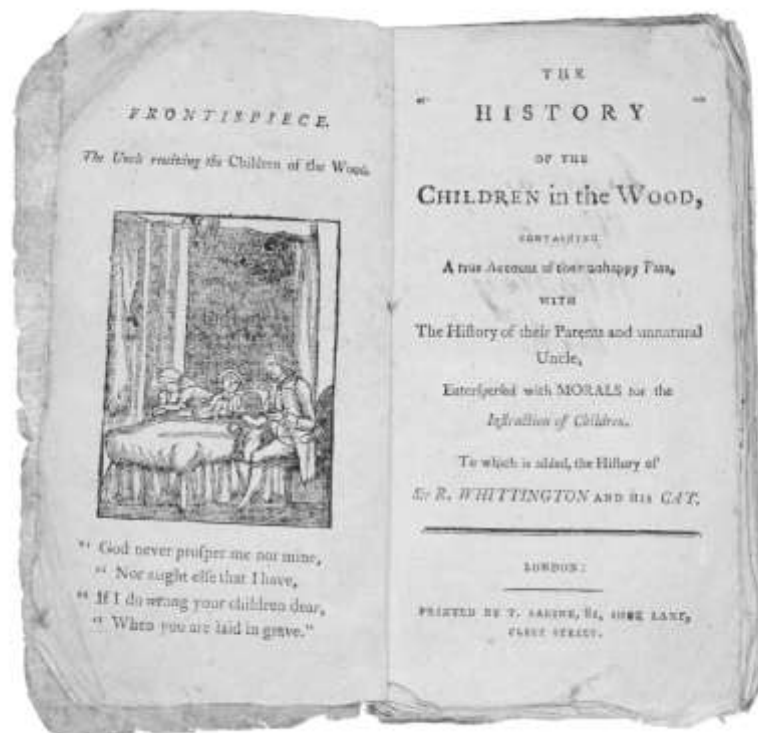 FRONTISPIECE.
The Uncle receiving the Children of the Wood.
" God never prosper me nor mine,
" Nor aught else that I have,
" If I do wrong your children dear,
" When you are laid in grave."
THE
HISTORY
OF THE
CHILDREN in the WOOD,
CONTAINING
A true Account of their unhappy Fate,
WITH
The History of their Parents and unnatural
Uncle,
Interspersed with MORALS for the
Instruction of Children.
To which is added, the History of
Sir R. WHITTINGTON AND HIS CAT.
LONDON:
PRINTED BY T. SABINE, 81, SHOE LANE,
FLEET STREET.